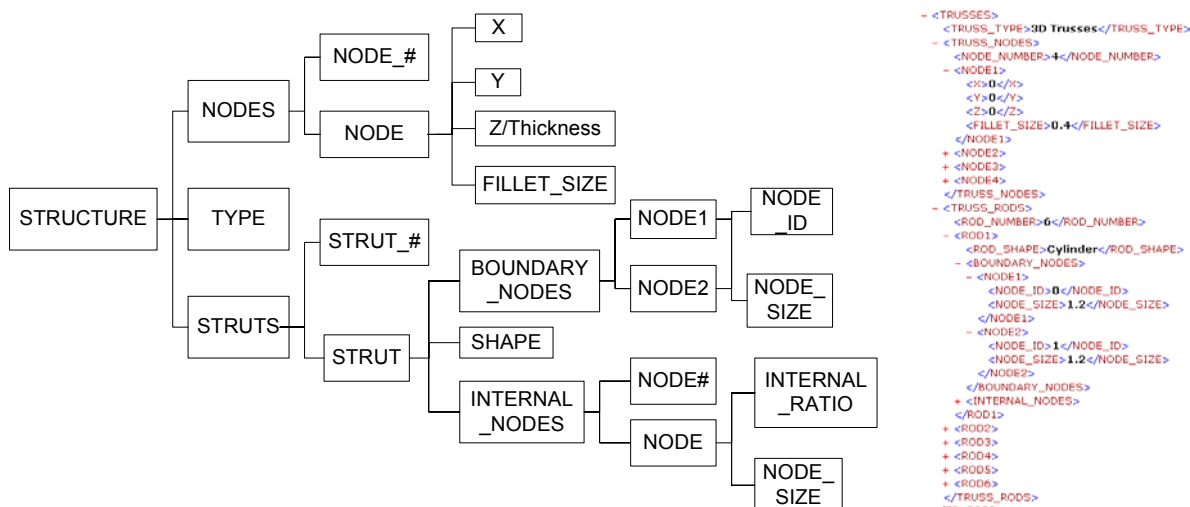 X
NODE_#
Y
NODES
NODE
Z/Thickness
FILLET_SIZE
STRUCTURE
TYPE
STRUT_#
NODE1
NODE
_ID
BOUNDARY
_NODES
NODE2
NODE_
SIZE
STRUTS
STRUT
SHAPE
NODE#
INTERNAL
_RATIO
INTERNAL
_NODES
NODE
NODE_
SIZE
- <TRUSSES>
<TRUSS_TYPE>3D Trusses</TRUSS_TYPE>
- <TRUSS_NODES>
<NODE_NUMBER>4</NODE_NUMBER>
- <NODE1>
<X>0</X>
<Y>0</Y>
<Z>0</Z>
<FILLET_SIZE>0.4</FILLET_SIZE>
</NODE1>
+ <NODE2>
+ <NODE3>
+ <NODE4>
</TRUSS_NODES>
- <TRUSS_RODS>
<ROD_NUMBER>6</ROD_NUMBER>
- <ROD1>
<ROD_SHAPE>Cylinder</ROD_SHAPE>
- <BOUNDARY_NODES>
- <NODE1>
<NODE_ID>0</NODE_ID>
<NODE_SIZE>1.2</NODE_SIZE>
</NODE1>
- <NODE2>
<NODE_ID>1</NODE_ID>
<NODE_SIZE>1.2</NODE_SIZE>
</NODE2>
</BOUNDARY_NODES>
+ <INTERNAL_NODES>
</ROD1>
+ <ROD2>
+ <ROD3>
+ <ROD4>
+ <ROD5>
+ <ROD6>
</TRUSS_RODS>